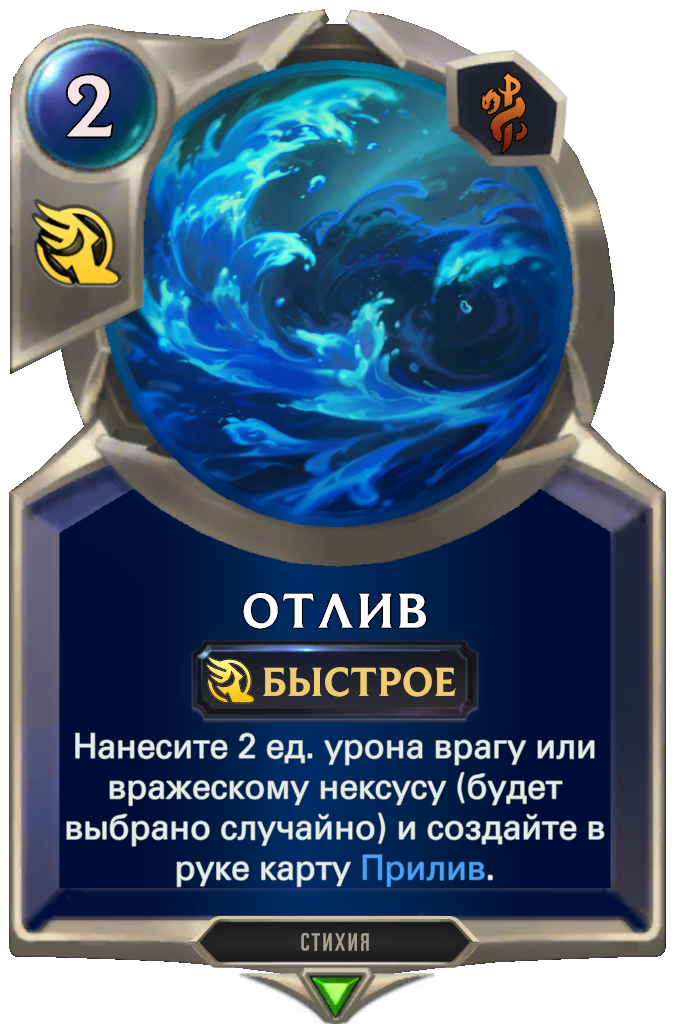 2
ОТЛИВ
БЫСТРОЕ
Нанесите 2 ед. урона врагу или
вражескому нексусу (будет
выбрано случайно) и создайте в
руке карту Прилив.
СТИХИЯ